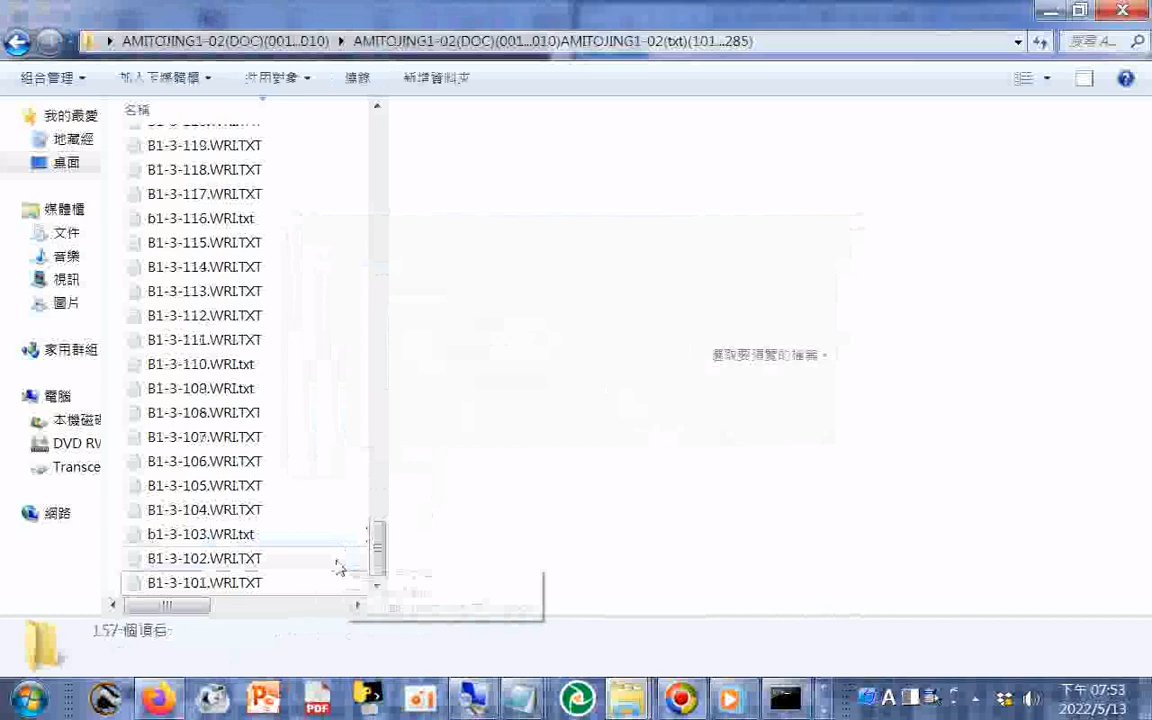 AMITOJING1-02(DOC)(001...010) ▸ AMITOJING1-02(DOC)(001...010)AMITOJING1-02(txt)(101...285)
搜尋 A...
組合管理 加入至媒體櫃 共用對象 燒錄 新增資料夾
名稱
我的最愛
地藏經
桌面
媒體櫃
文件
音樂
視訊
圖片
家用群組
電腦
本機磁碟
DVD RW
Transce
網路
B1-3-119.WRI.TXT
B1-3-118.WRI.TXT
B1-3-117.WRI.TXT
b1-3-116.WRI.txt
B1-3-115.WRI.TXT
B1-3-114.WRI.TXT
B1-3-113.WRI.TXT
B1-3-112.WRI.TXT
B1-3-111.WRI.TXT
B1-3-110.WRI.txt
B1-3-109.WRI.txt
B1-3-108.WRI.TXT
B1-3-107.WRI.TXT
B1-3-106.WRI.TXT
B1-3-105.WRI.TXT
B1-3-104.WRI.TXT
b1-3-103.WRI.txt
B1-3-102.WRI.TXT
B1-3-101.WRI.TXT
選取要預覽的檔案。
157 個項目
PDF
A
下午 07:53
2022/5/13